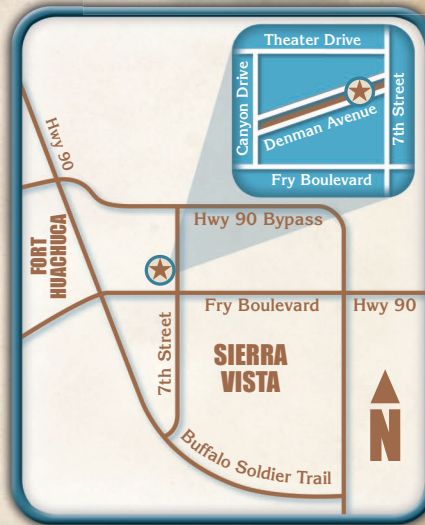 Theater Drive
Canyon Drive
Denman Avenue
7th Street
Fry Boulevard
Hwy 90
Hwy 90 Bypass
FORT
HUACHUCA
Fry Boulevard
Hwy 90
7th Street
SIERRA
VISTA
Buffalo Soldier Trail
N